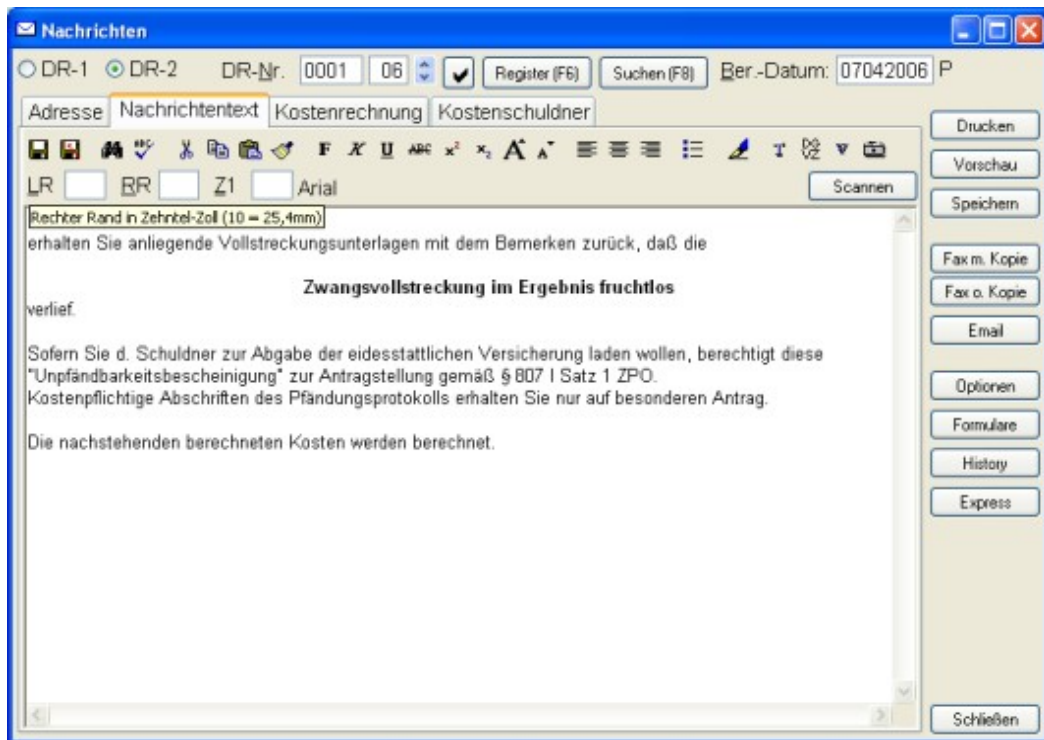 Nachrichten
DR-1 DR-2 DR-Nr. 0001 06 Register (F6) Suchen (F8) Ber.-Datum: 07042006 P
Adresse Nachrichtentext Kostenrechnung Kostenschuldner
ABC F K U ABC x² x₂ A A T
LR RR Z1 Arial Scannen
Rechter Rand in Zehntel-Zoll (10 = 25,4mm)
erhalten Sie anliegende Vollstreckungsunterlagen mit dem Bemerken zurück, daß die
Zwangsvollstreckung im Ergebnis fruchtlos
verlief.
Sofern Sie d. Schuldner zur Abgabe der eidesstattlichen Versicherung laden wollen, berechtigt diese
"Unpfändbarkeitsbescheinigung" zur Antragstellung gemäß § 807 I Satz 1 ZPO.
Kostenpflichtige Abschriften des Pfändungsprotokolls erhalten Sie nur auf besonderen Antrag.
Die nachstehenden berechneten Kosten werden berechnet.
Drucken
Vorschau
Speichern
Fax m. Kopie
Fax o. Kopie
Email
Optionen
Formulare
History
Express
Schließen